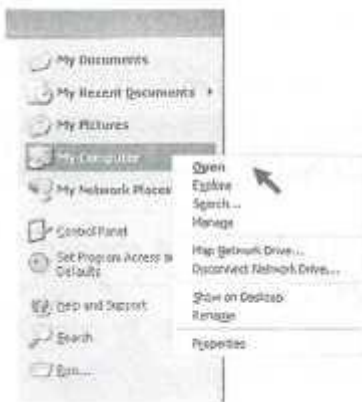 My Documents
My Recent Documents
My Pictures
My Computer
My Network Places
Control Panel
Set Program Access
Defaults
Help and Support
Search
Run...
Open
Explore
Search...
Manage
Map Network Drive...
Disconnect Network Drive...
Show on Desktop
Rename
Properties